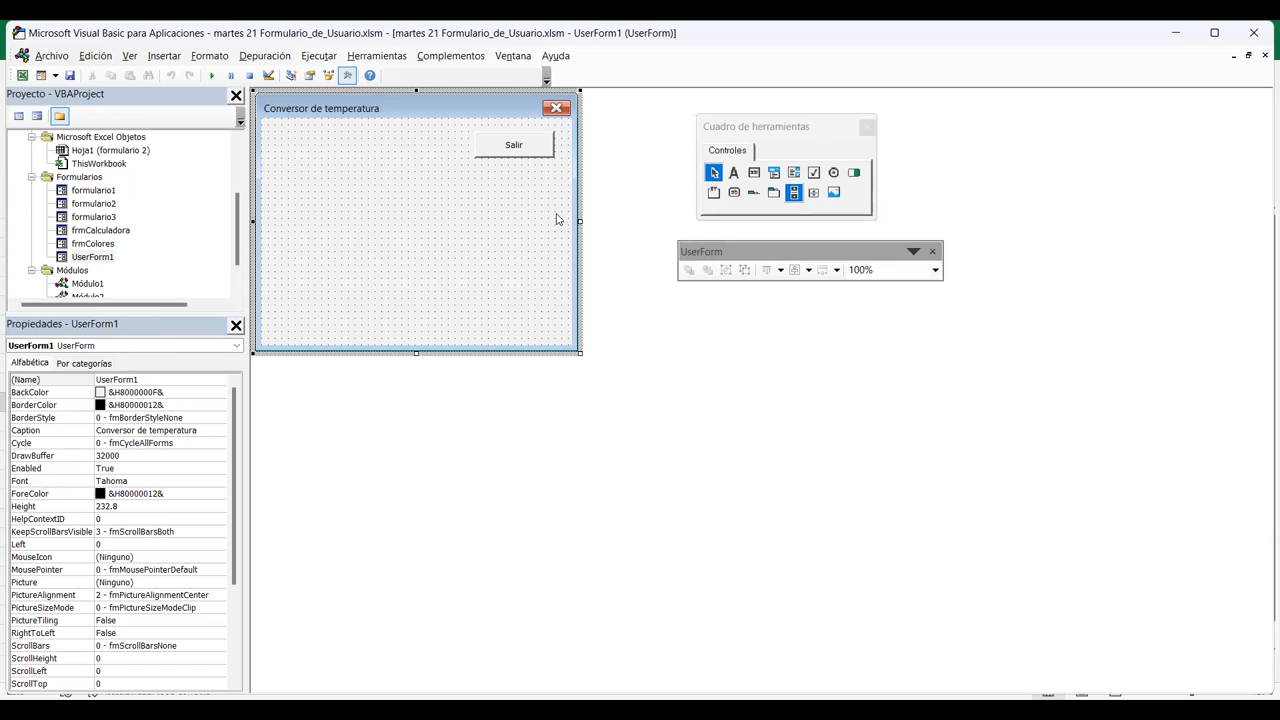 Microsoft Visual Basic para Aplicaciones - martes 21 Formulario_de_Usuario.xlsm - [martes 21 Formulario_de_Usuario.xlsm - UserForm1 (UserForm)]
Archivo Edición Ver Insertar Formato Depuración Ejecutar Herramientas Complementos Ventana Ayuda
Proyecto - VBAProject
Microsoft Excel Objetos
Hoja1 (formulario 2)
ThisWorkbook
Formularios
formulario1
formulario2
formulario3
frmCalculadora
frmColores
UserForm1
Módulos
Módulo1
Módulo2
Propiedades - UserForm1
UserForm1 UserForm
Alfabética Por categorías
(Name) UserForm1
BackColor &H8000000F&
BorderColor &H80000012&
BorderStyle 0 - fmBorderStyleNone
Caption Conversor de temperatura
Cycle 0 - fmCycleAllForms
DrawBuffer 32000
Enabled True
Font Tahoma
ForeColor &H80000012&
Height 232.8
HelpContextID 0
KeepScrollBarsVisible 3 - fmScrollBarsBoth
Left 0
MouseIcon (Ninguno)
MousePointer 0 - fmMousePointerDefault
Picture (Ninguno)
PictureAlignment 2 - fmPictureAlignmentCenter
PictureSizeMode 0 - fmPictureSizeModeClip
PictureTiling False
RightToLeft False
ScrollBars 0 - fmScrollBarsNone
ScrollHeight 0
ScrollLeft 0
ScrollTop 0
Conversor de temperatura
Salir
Cuadro de herramientas
Controles
UserForm
100%